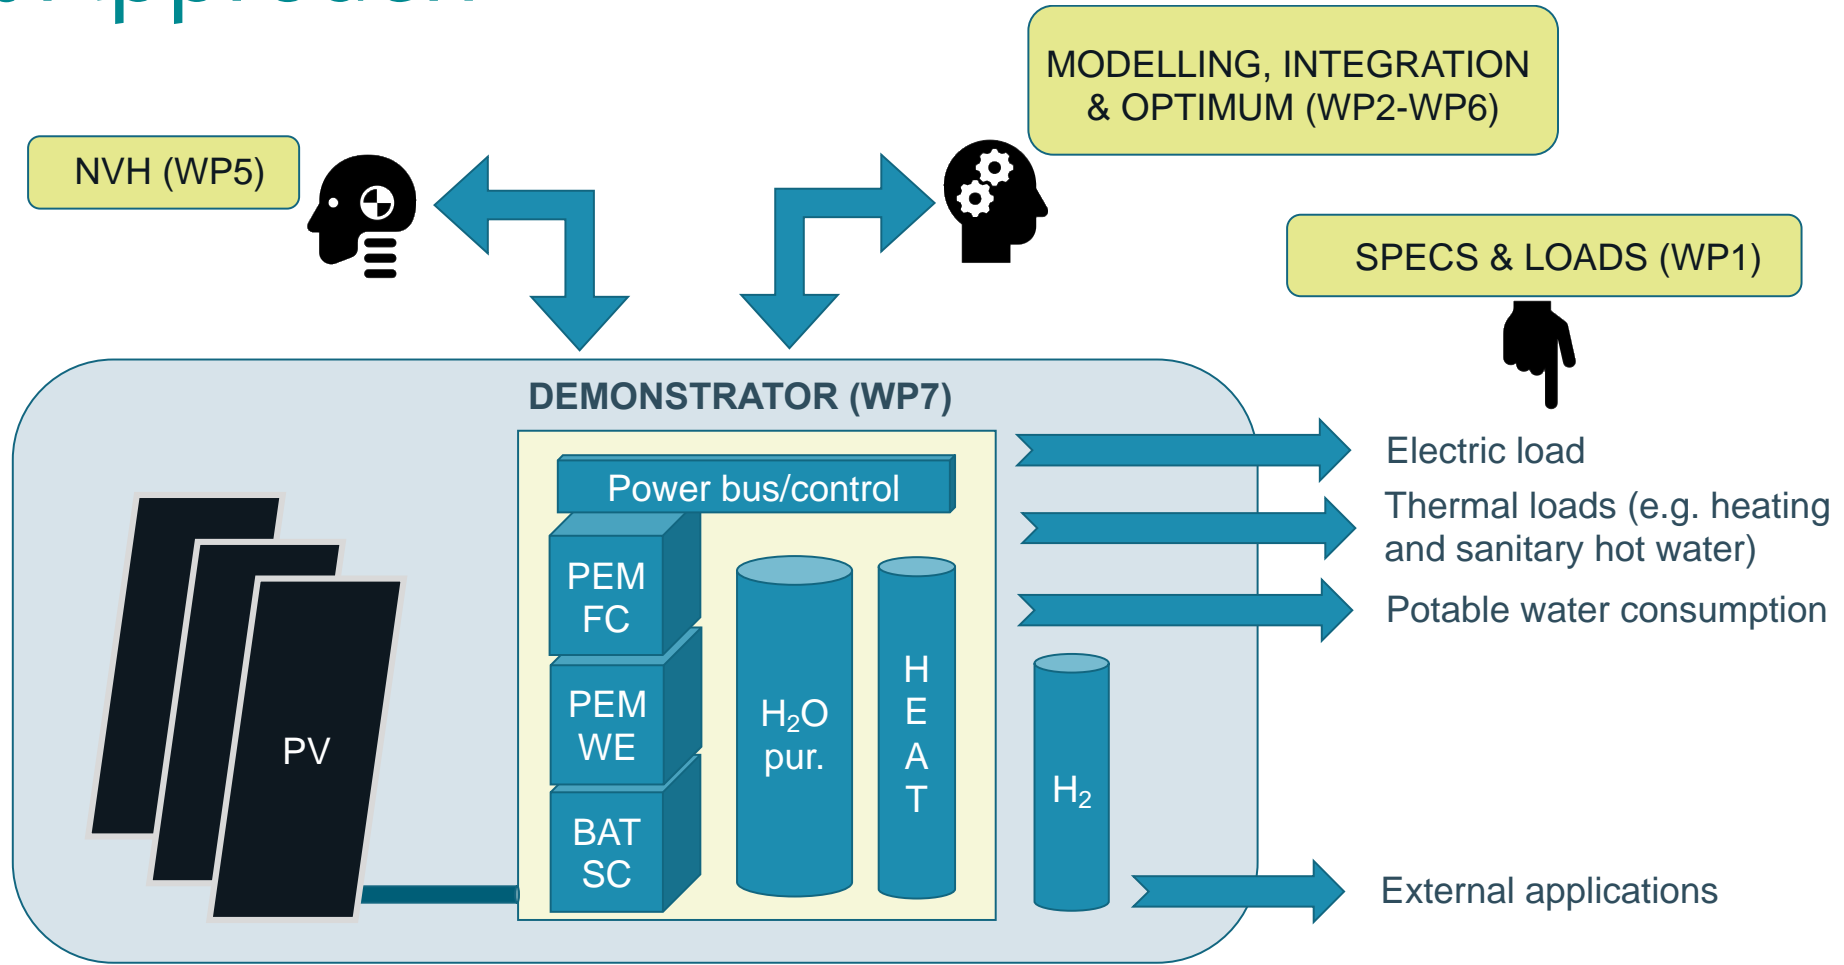 Approach
MODELLING, INTEGRATION
& OPTIMUM (WP2-WP6)
NVH (WP5)
SPECS & LOADS (WP1)
DEMONSTRATOR (WP7)
Power bus/control
PEM
FC
PEM
WE
BAT
SC
H₂O
pur.
H
E
A
T
H₂
PV
Electric load
Thermal loads (e.g. heating
and sanitary hot water)
Potable water consumption
External applications